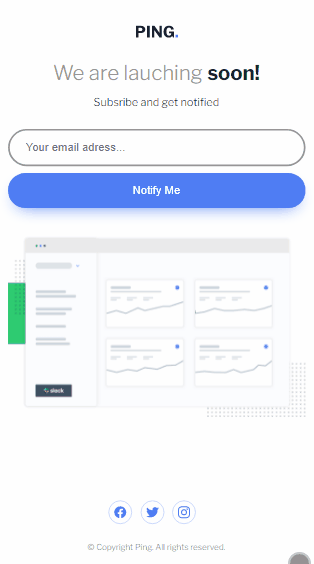 PING.
We are lauching soon!
Subsribe and get notified
Your email adress...
Notify Me
slack
© Copyright Ping. All rights reserved.